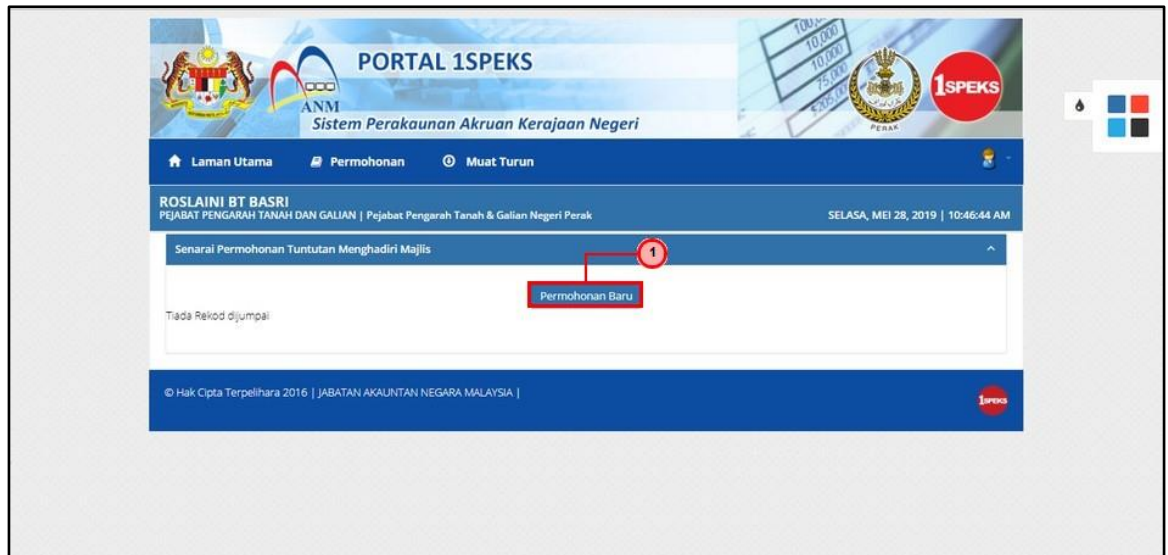 PORTAL 1SPEKS
ANM
Sistem Perakaunan Akruan Kerajaan Negeri
PERAK
1SPEKS
Laman Utama
Permohonan
Muat Turun
ROSLAINI BT BASRI
PEJABAT PENGARAH TANAH DAN GALIAN | Pejabat Pengarah Tanah & Galian Negeri Perak
SELASA, MEI 28, 2019 | 10:46:44 AM
Senarai Permohonan Tuntutan Menghadiri Majlis
1
Permohonan Baru
Tiada Rekod dijumpai
© Hak Cipta Terpelihara 2016 | JABATAN AKAUNTAN NEGARA MALAYSIA |
1SPEKS